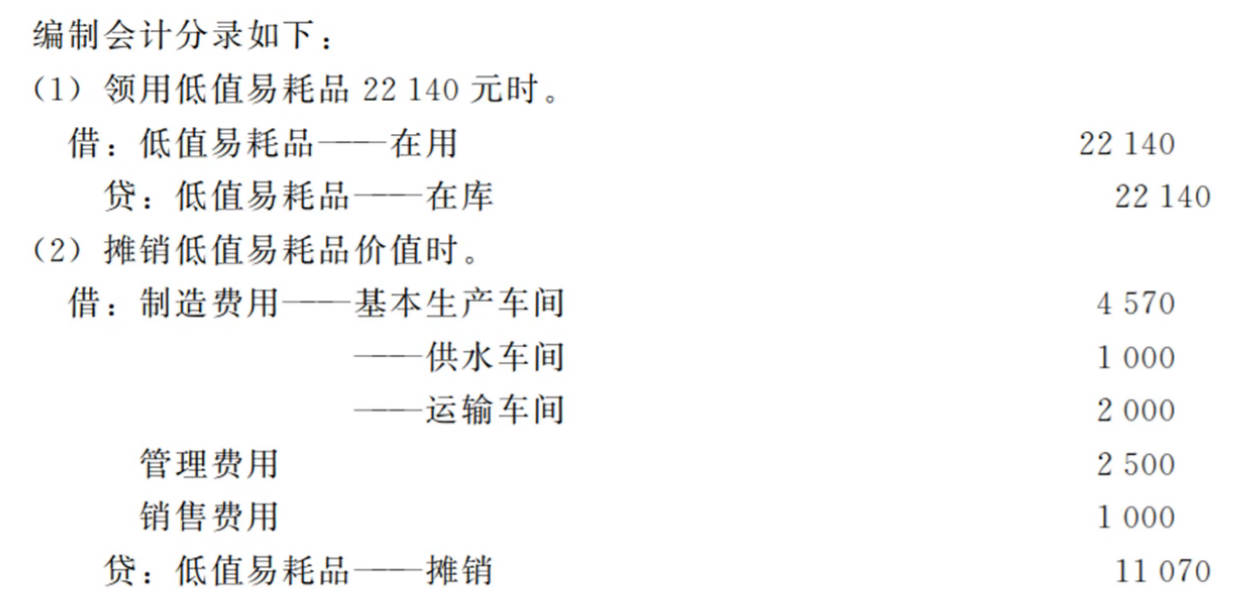 编制会计分录如下：
（1）领用低值易耗品 22 140 元时。
借：低值易耗品——在用 22 140
贷：低值易耗品——在库 22 140
（2）摊销低值易耗品价值时。
借：制造费用——基本生产车间 4 570
——供水车间 1 000
——运输车间 2 000
管理费用 2 500
销售费用 1 000
贷：低值易耗品——摊销 11 070